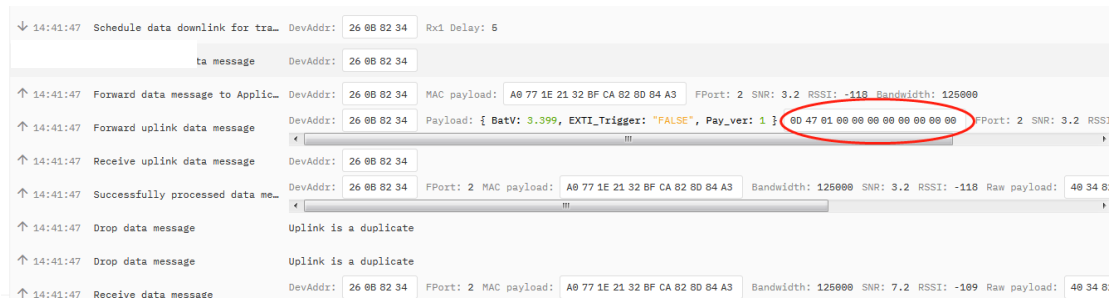 ↓ 14:41:47 Schedule data downlink for tra… DevAddr: 26 0B 82 34 Rx1 Delay: 5
ta message DevAddr: 26 0B 82 34
↑ 14:41:47 Forward data message to Applic… DevAddr: 26 0B 82 34 MAC payload: A0 77 1E 21 32 BF CA 82 8D 84 A3 FPort: 2 SNR: 3.2 RSSI: -118 Bandwidth: 125000
↑ 14:41:47 Forward uplink data message DevAddr: 26 0B 82 34 Payload: { BatV: 3.399, EXTI_Trigger: "FALSE", Pay_ver: 1 } 0D 47 01 00 00 00 00 00 00 00 00 FPort: 2 SNR: 3.2 RSSI
↑ 14:41:47 Receive uplink data message DevAddr: 26 0B 82 34
↑ 14:41:47 Successfully processed data me… DevAddr: 26 0B 82 34 FPort: 2 MAC payload: A0 77 1E 21 32 BF CA 82 8D 84 A3 Bandwidth: 125000 SNR: 3.2 RSSI: -118 Raw payload: 40 34 82
↑ 14:41:47 Drop data message Uplink is a duplicate
↑ 14:41:47 Drop data message Uplink is a duplicate
↑ 14:41:47 Receive data message DevAddr: 26 0B 82 34 FPort: 2 MAC payload: A0 77 1E 21 32 BF CA 82 8D 84 A3 Bandwidth: 125000 SNR: 7.2 RSSI: -109 Raw payload: 40 34 82